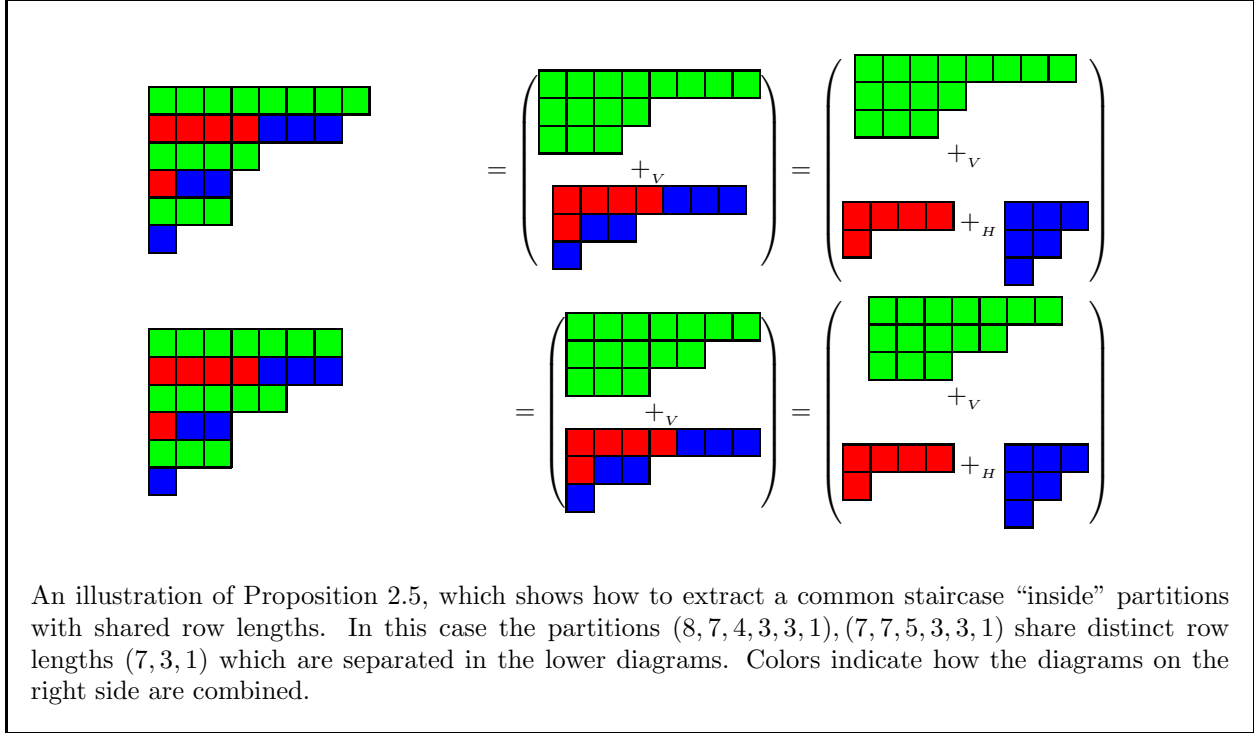 = +V = +V
+H
= +V = +V
+H
An illustration of Proposition 2.5, which shows how to extract a common staircase “inside” partitions
with shared row lengths. In this case the partitions (8, 7, 4, 3, 3, 1), (7, 7, 5, 3, 3, 1) share distinct row
lengths (7, 3, 1) which are separated in the lower diagrams. Colors indicate how the diagrams on the
right side are combined.